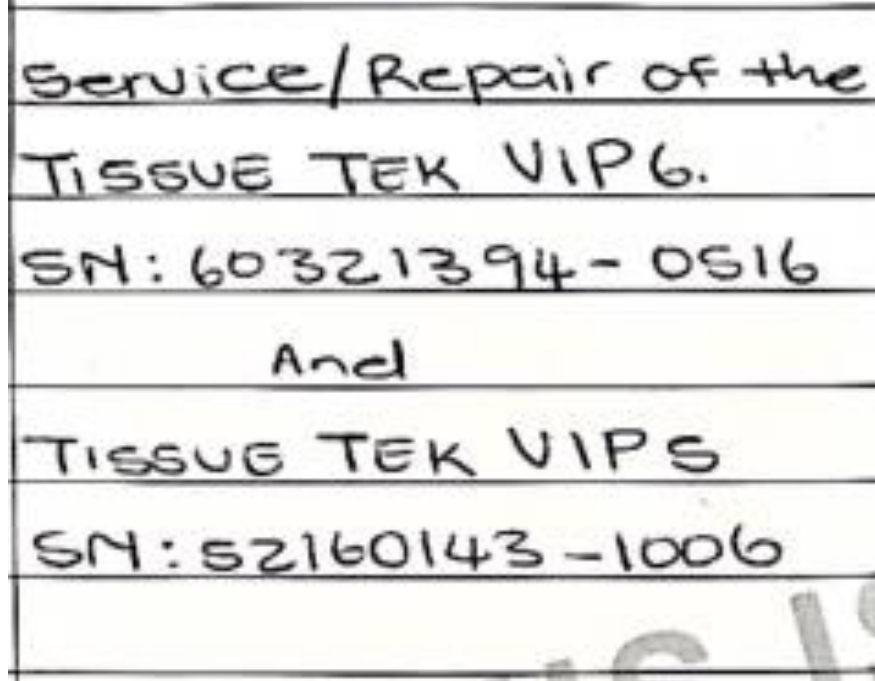 Service/Repair of the
TISSUE TEK VIP6.
SN: 60321394-0516
And
TISSUE TEK VIP5
SN: 52160143-1006